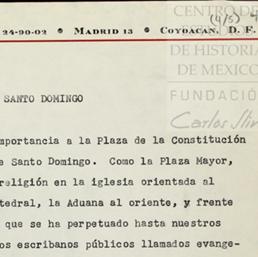 CENTRO DE
(4/5)
24-90-02 • MADRID 13 • COYOACAN, D. F.
DE HISTORIA
DE MEXICO
FUNDACIÓN
Carlos Slim
SANTO DOMINGO
mportancia a la Plaza de la Constitución
e Santo Domingo. Como la Plaza Mayor,
religión en la iglesia orientada al
tedral, la Aduana al oriente, y frente
que se ha perpetuado hasta nuestros
os escribanos públicos llamados evange-